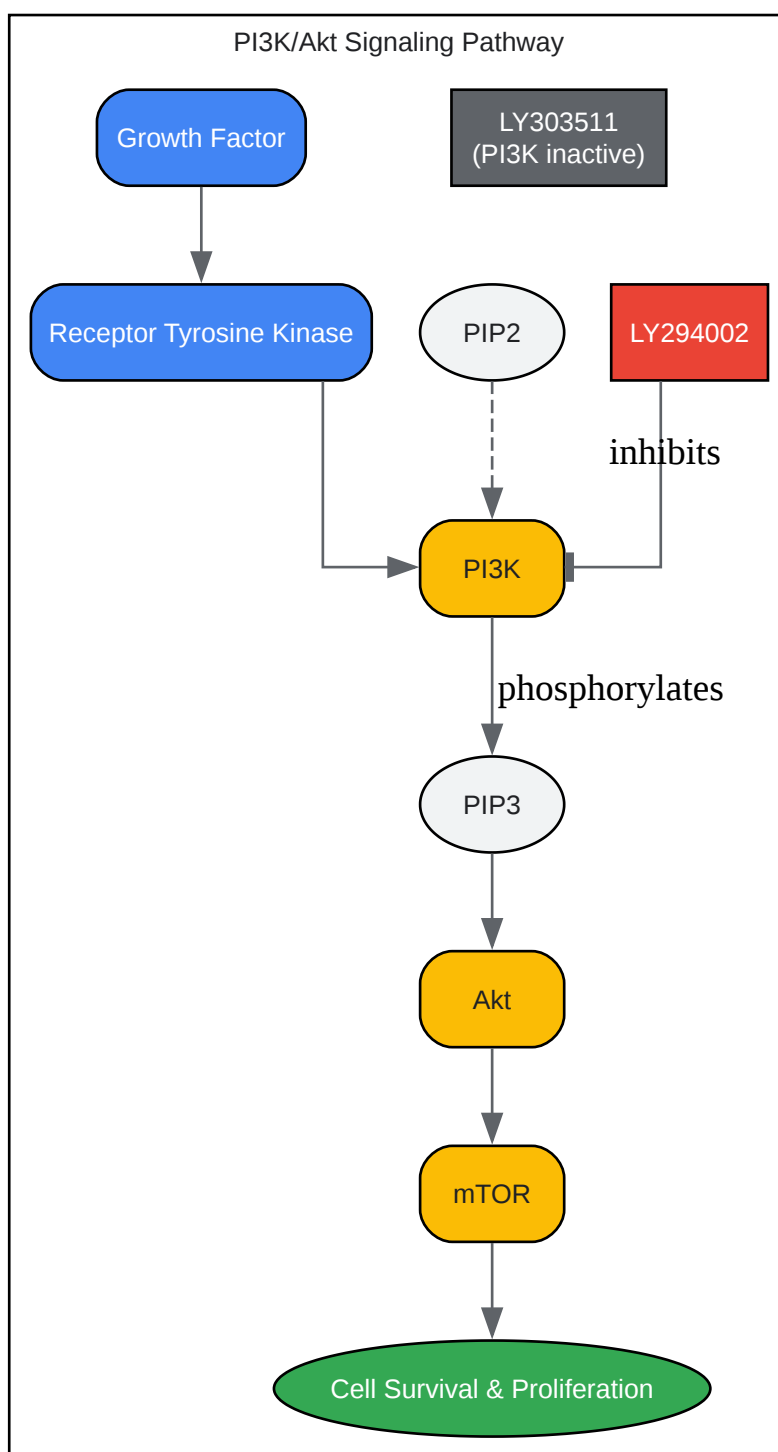 PI3K/Akt Signaling Pathway
Growth Factor
LY303511
(PI3K inactive)
Receptor Tyrosine Kinase
PIP2
LY294002
inhibits
PI3K
phosphorylates
PIP3
Akt
mTOR
Cell Survival & Proliferation